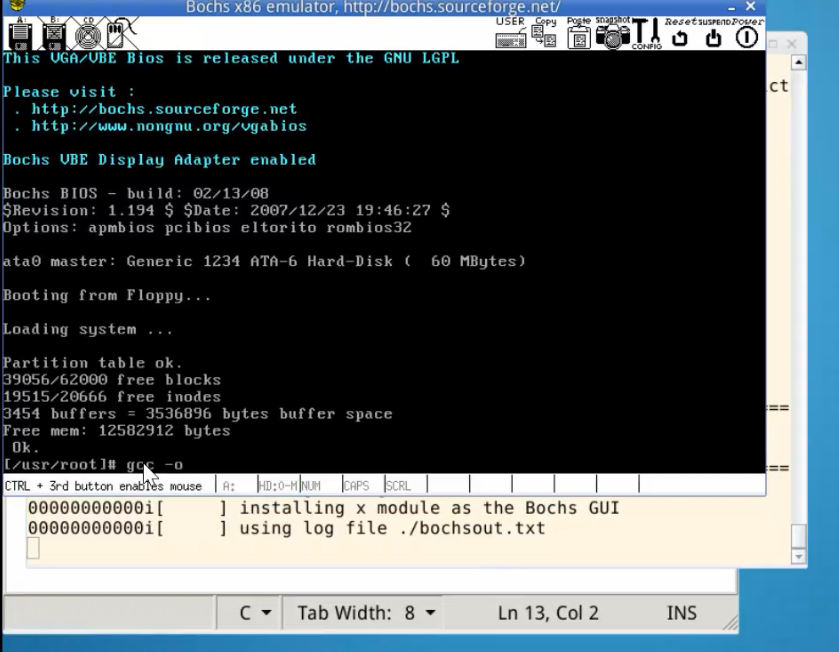 Bochs x86 emulator, http://bochs.sourceforge.net/
A: B: CD USER Copy Paste snapshot CONFIG Reset SUSPEND Power
This VGA/VBE Bios is released under the GNU LGPL
Please visit :
. http://bochs.sourceforge.net
. http://www.nongnu.org/vgabios
Bochs VBE Display Adapter enabled
Bochs BIOS - build: 02/13/08
$Revision: 1.194 $ $Date: 2007/12/23 19:46:27 $
Options: apmbios pcibios eltorito rombios32
ata0 master: Generic 1234 ATA-6 Hard-Disk (  60 MBytes)
Booting from Floppy...
Loading system ...
Partition table ok.
39056/62000 free blocks
19515/20666 free inodes
3454 buffers = 3536896 bytes buffer space
Free mem: 12582912 bytes
Ok.
[/usr/root]# gcc -o
CTRL + 3rd button enables mouse A: HD:0-M NUM CAPS SCRL
ct
==
==
00000000000i[      ] installing x module as the Bochs GUI
00000000000i[      ] using log file ./bochsout.txt
C Tab Width: 8 Ln 13, Col 2 INS